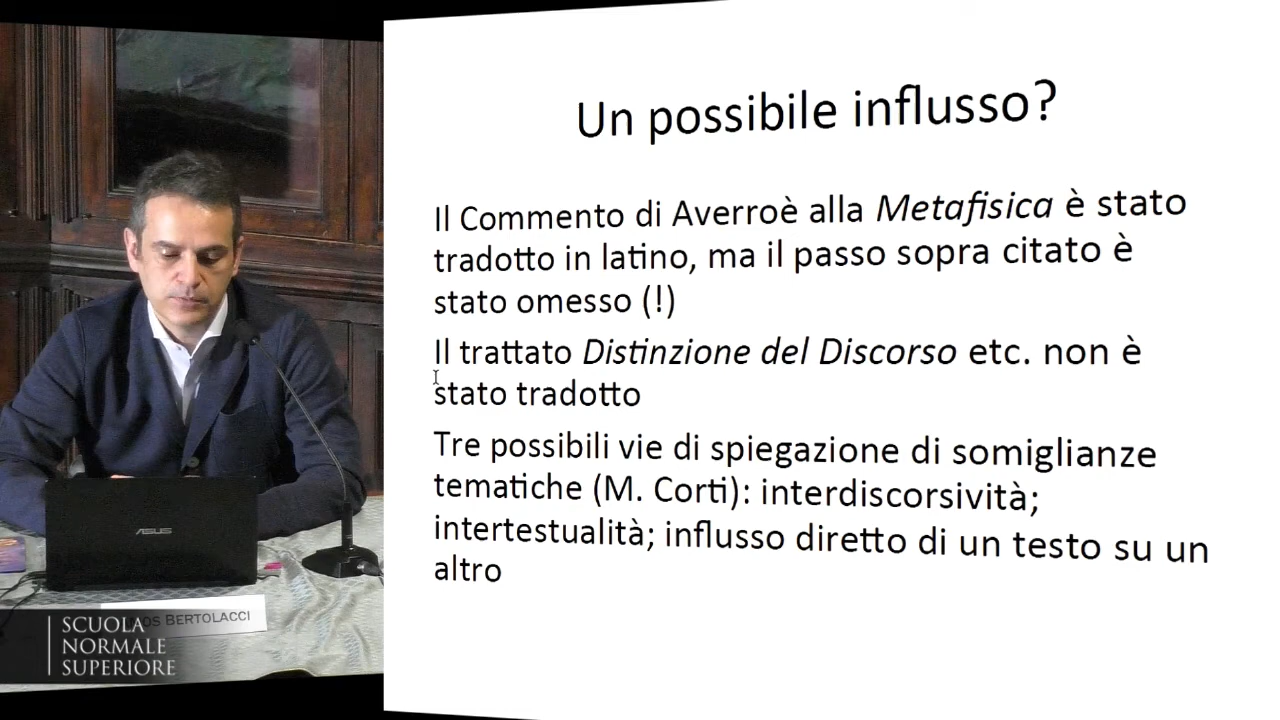 Un possibile influsso?
Il Commento di Averroè alla Metafisica è stato
tradotto in latino, ma il passo sopra citato è
stato omesso (!)
Il trattato Distinzione del Discorso etc. non è
stato tradotto
Tre possibili vie di spiegazione di somiglianze
tematiche (M. Corti): interdiscorsività;
intertestualità; influsso diretto di un testo su un
altro
ASUS
BERTOLACCI
SCUOLA
NORMALE
SUPERIORE